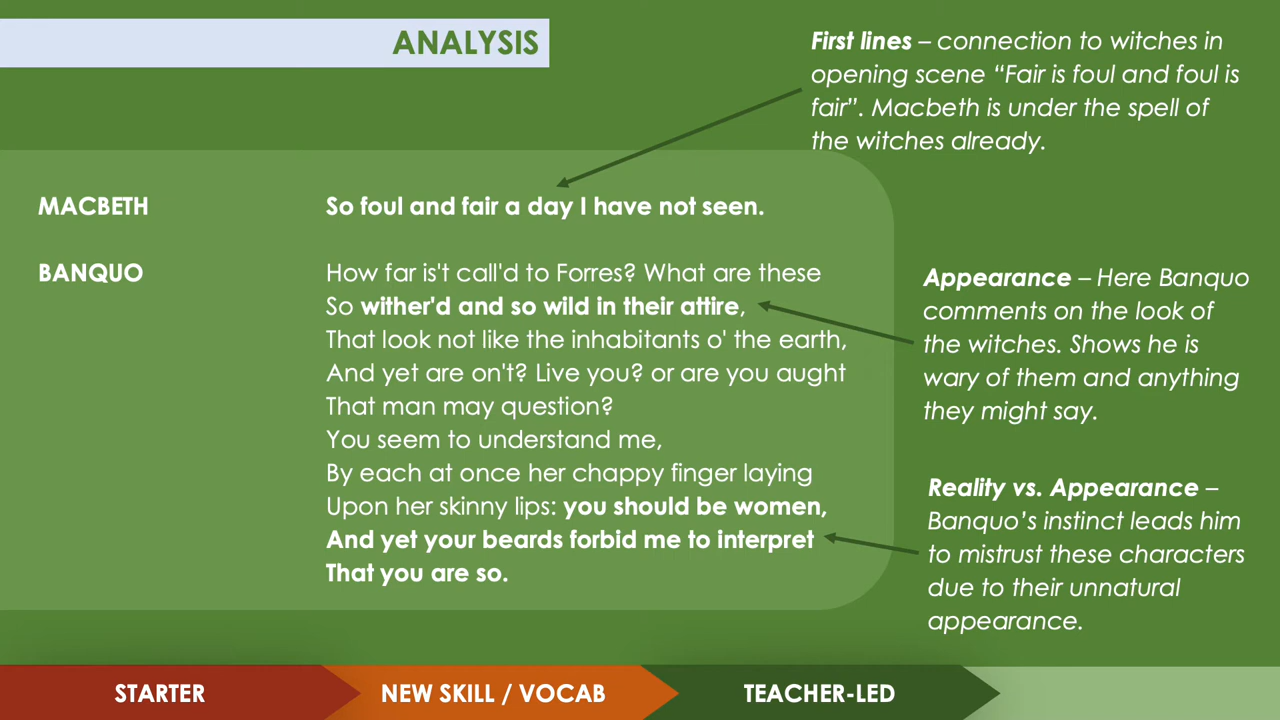 ANALYSIS
First lines – connection to witches in
opening scene “Fair is foul and foul is
fair”. Macbeth is under the spell of
the witches already.
MACBETH So foul and fair a day I have not seen.
BANQUO How far is't call'd to Forres? What are these
So wither'd and so wild in their attire,
That look not like the inhabitants o' the earth,
And yet are on't? Live you? or are you aught
That man may question?
You seem to understand me,
By each at once her chappy finger laying
Upon her skinny lips: you should be women,
And yet your beards forbid me to interpret
That you are so.
Appearance – Here Banquo
comments on the look of
the witches. Shows he is
wary of them and anything
they might say.
Reality vs. Appearance –
Banquo’s instinct leads him
to mistrust these characters
due to their unnatural
appearance.
STARTER NEW SKILL / VOCAB TEACHER-LED